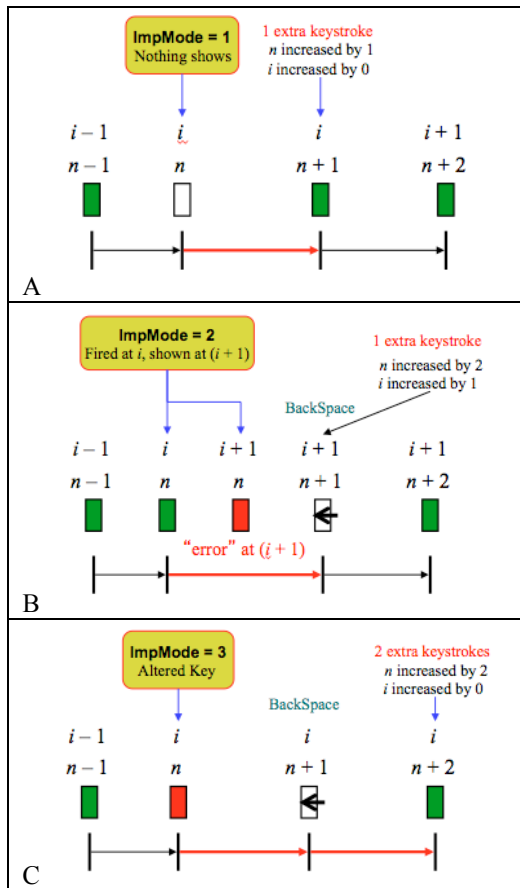 ImpMode = 1
Nothing shows
1 extra keystroke
n increased by 1
i increased by 0
i – 1 i i i + 1
n – 1 n n + 1 n + 2
A
ImpMode = 2
Fired at i, shown at (i + 1)
1 extra keystroke
n increased by 2
i increased by 1
BackSpace
i – 1 i i + 1 i + 1 i + 1
n – 1 n n n + 1 n + 2
“error” at (i + 1)
B
ImpMode = 3
Altered Key
2 extra keystrokes
n increased by 2
i increased by 0
BackSpace
i – 1 i i i
n – 1 n n + 1 n + 2
C